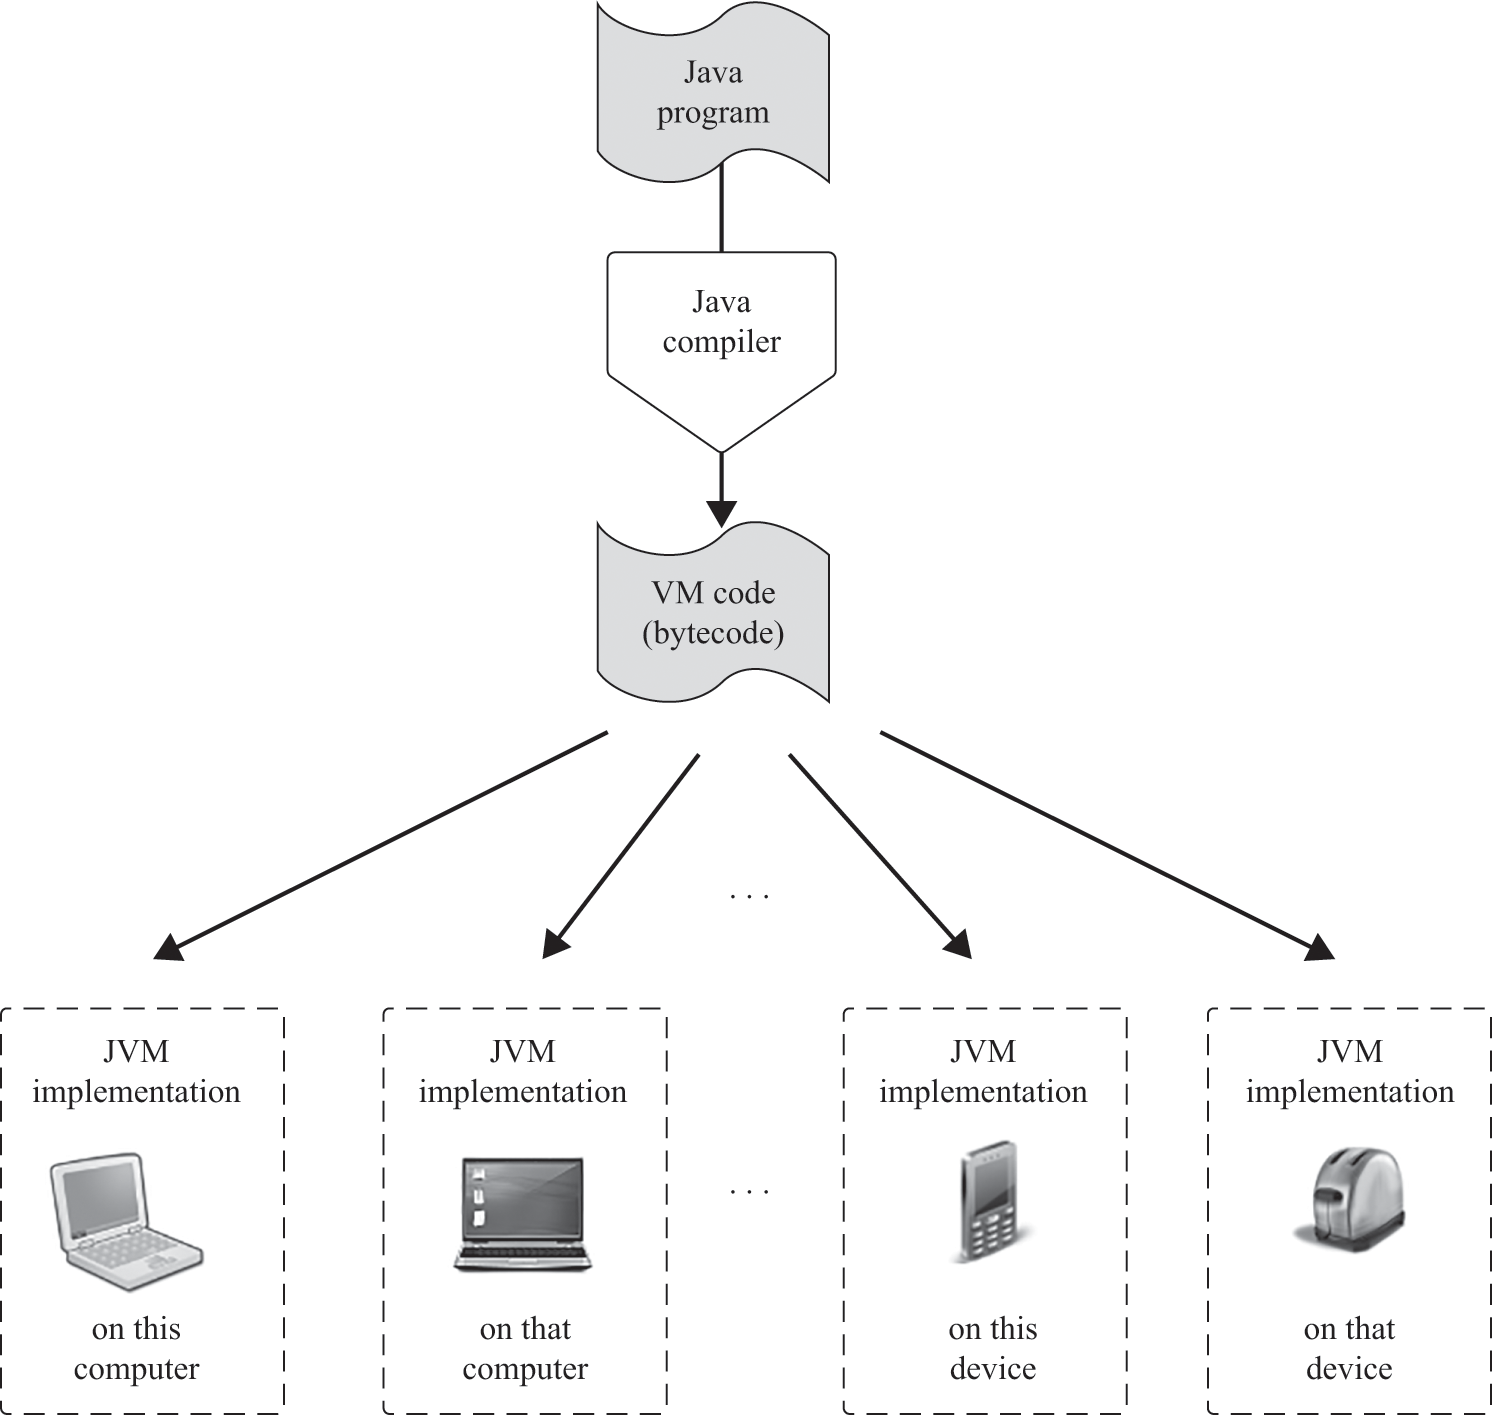 Java
program
Java
compiler
VM code
(bytecode)
. . .
JVM
implementation
on this
computer
JVM
implementation
on that
computer
. . .
JVM
implementation
on this
device
JVM
implementation
on that
device